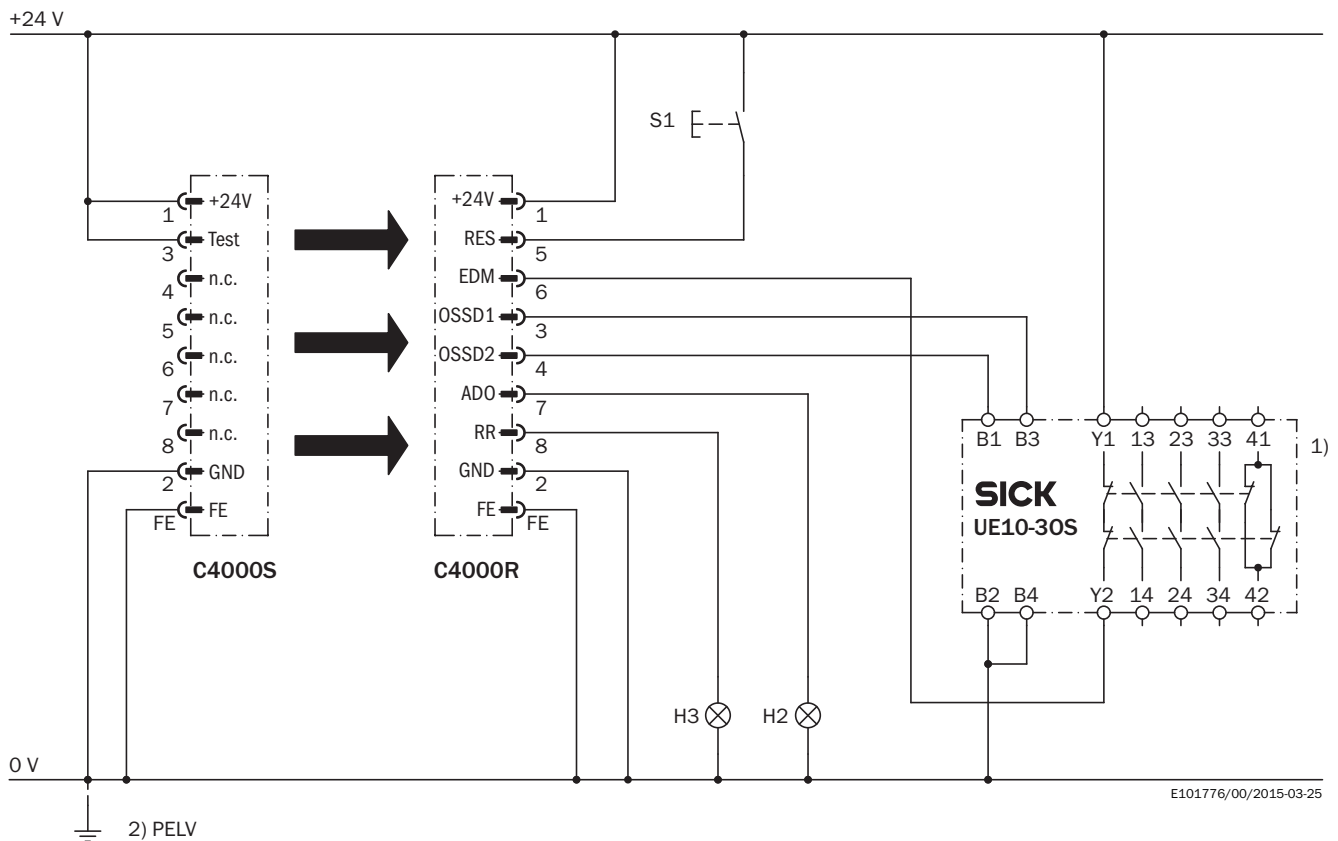 +24 V
S1
+24V
1
Test
3
n.c.
4
n.c.
5
n.c.
6
n.c.
7
n.c.
8
GND
2
FE
FE
C4000S
+24V
1
RES
5
EDM
6
OSSD1
3
OSSD2
4
ADO
7
RR
8
GND
2
FE
FE
C4000R
B1 B3 Y1 13 23 33 41
1)
SICK
UE10-30S
B2 B4 Y2 14 24 34 42
H3
H2
0 V
E101776/00/2015-03-25
2) PELV